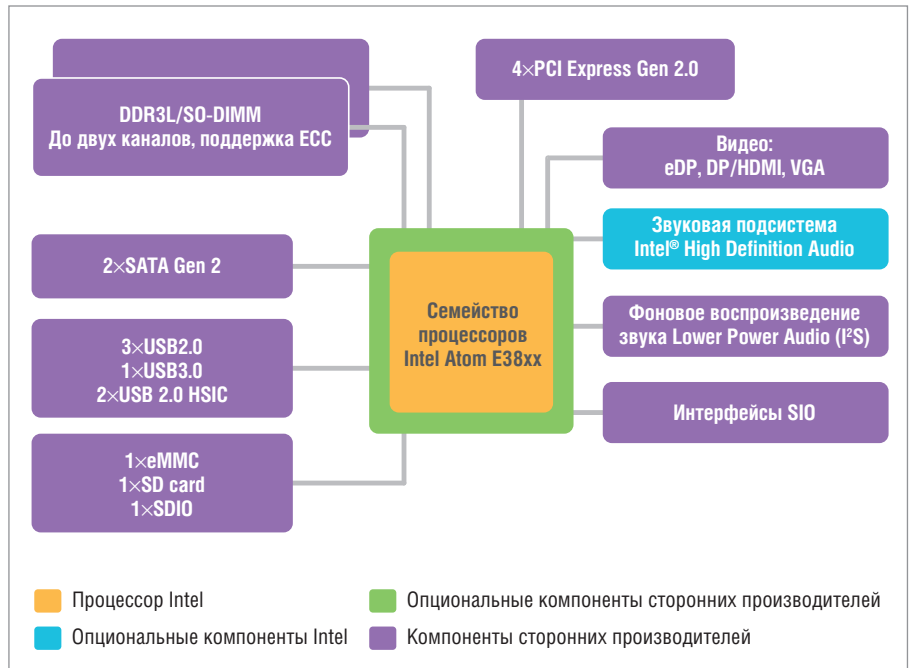 DDR3L/SO-DIMM
До двух каналов, поддержка ECC
4×PCI Express Gen 2.0
Видео:
eDP, DP/HDMI, VGA
Звуковая подсистема
Intel® High Definition Audio
2×SATA Gen 2
Семейство
процессоров
Intel Atom E38xx
Фоновое воспроизведение
звука Lower Power Audio (I²S)
3×USB2.0
1×USB3.0
2×USB 2.0 HSIC
Интерфейсы SIO
1×eMMC
1×SD card
1×SDIO
Процессор Intel
Опциональные компоненты сторонних производителей
Опциональные компоненты Intel
Компоненты сторонних производителей